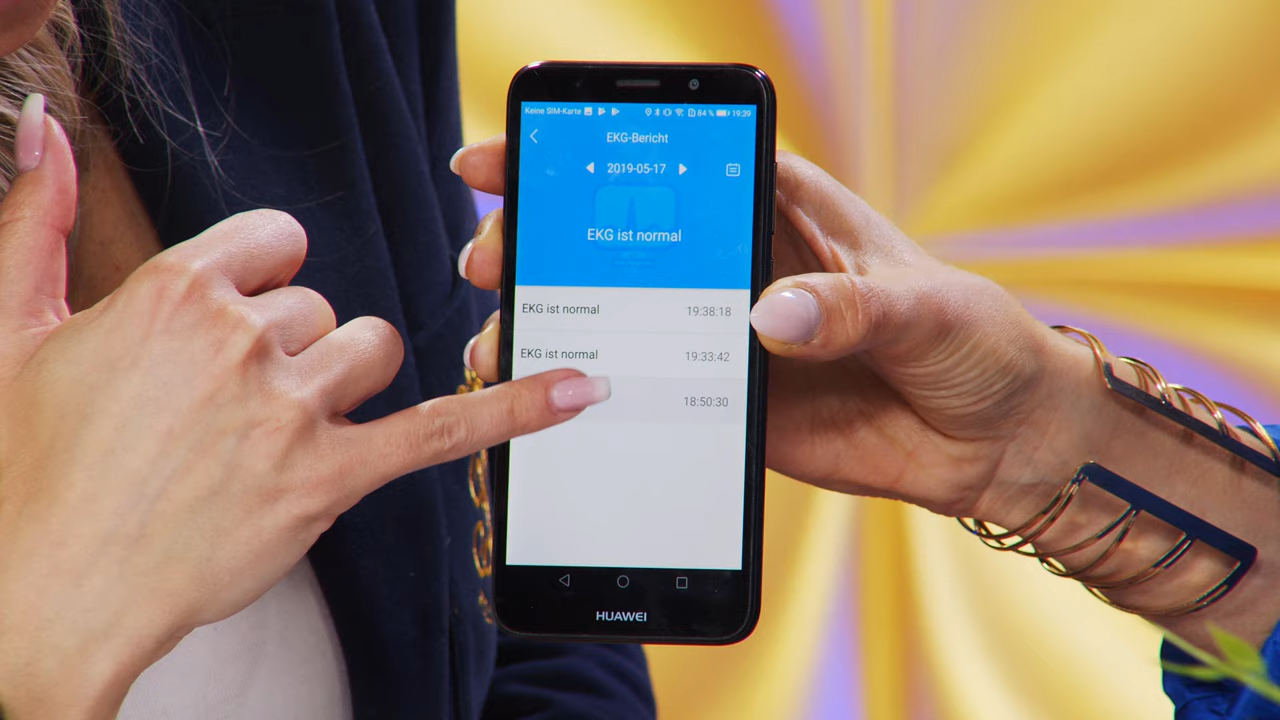 Keine SIM-Karte 84 % 19:39
EKG-Bericht
2019-05-17
EKG ist normal
EKG ist normal 19:38:18
EKG ist normal 19:33:42
18:50:30
HUAWEI